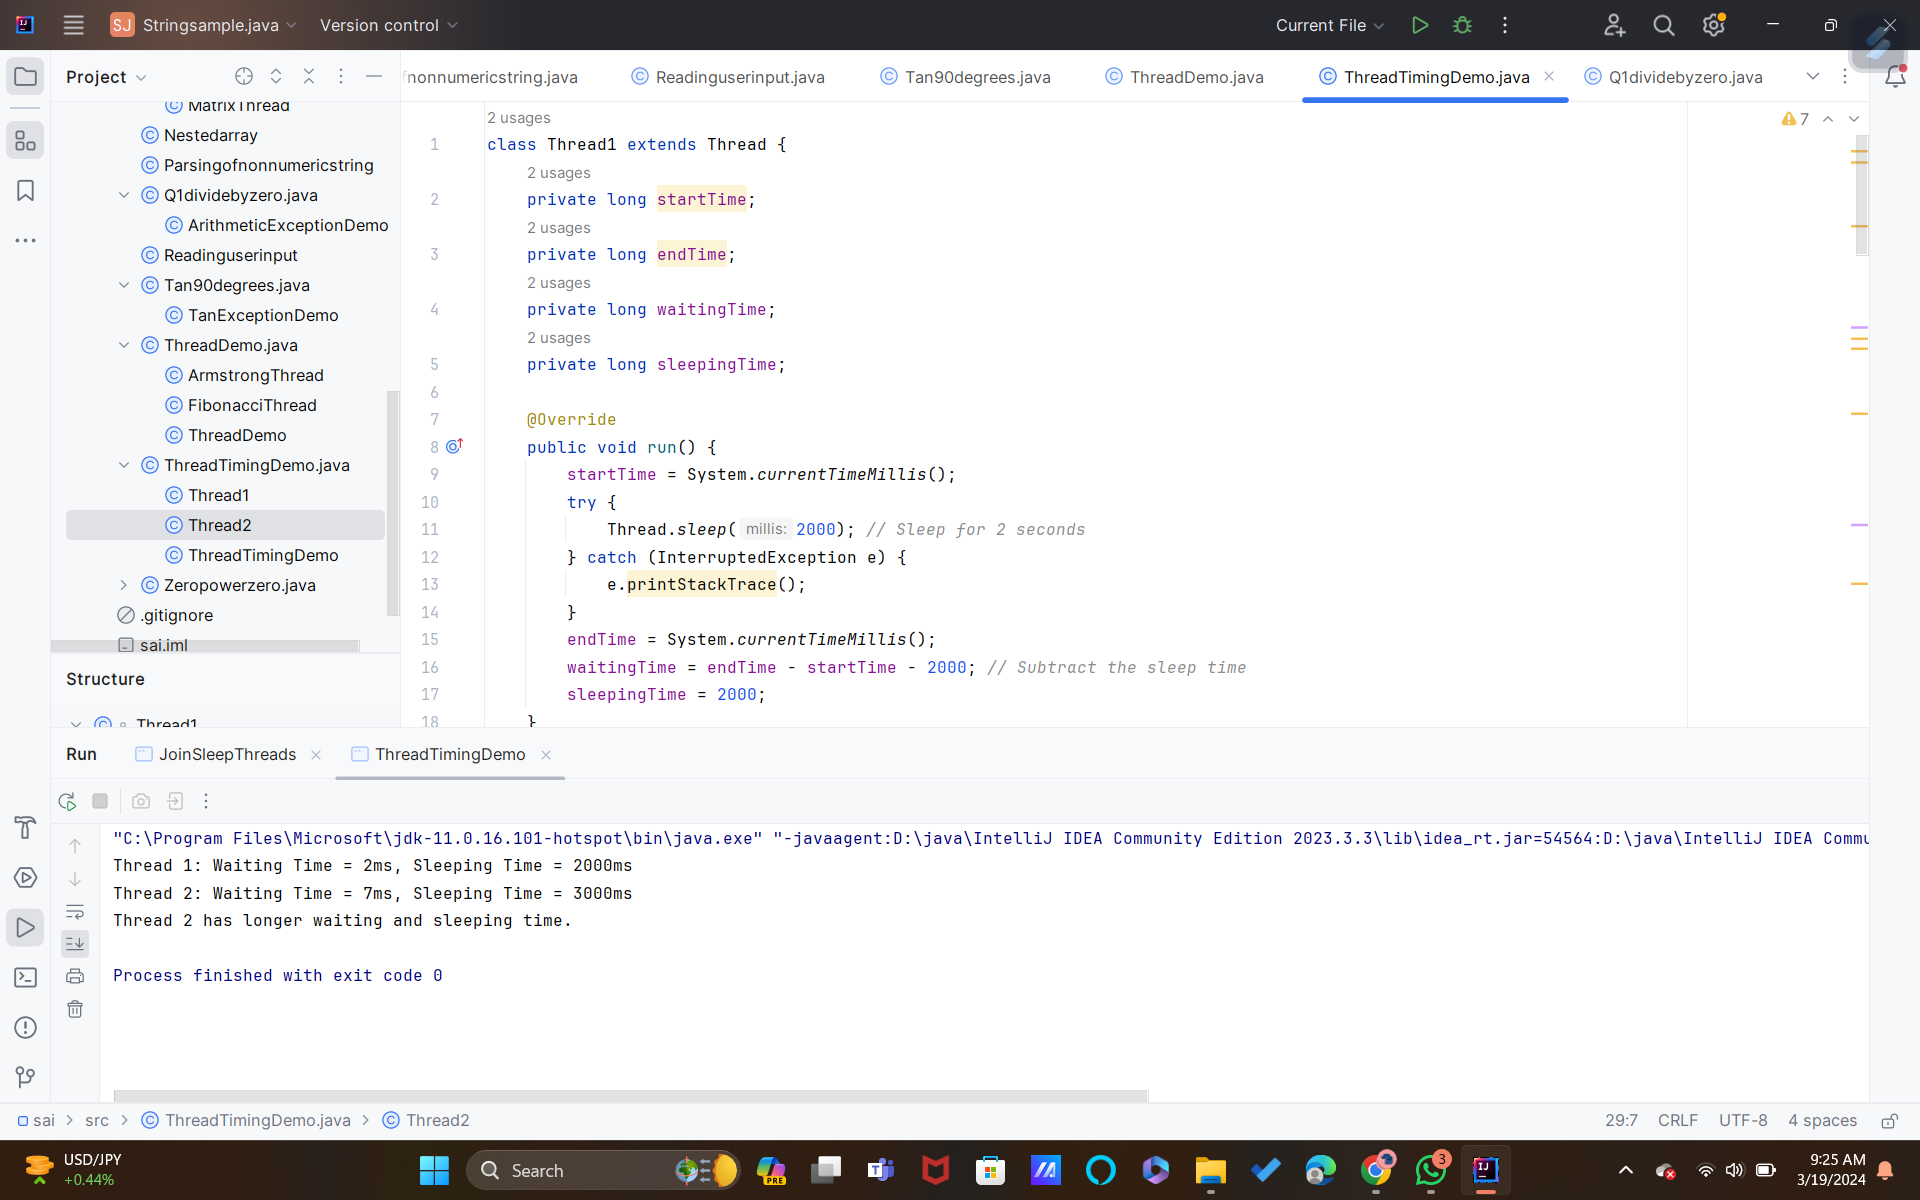 SJ Stringsample.java Version control Current File
Project
fnonnumericstring.java Readinguserinput.java Tan90degrees.java ThreadDemo.java ThreadTimingDemo.java Q1dividebyzero.java
MatrixThread
Nestedarray
Parsingofnonnumericstring
Q1dividebyzero.java
ArithmeticExceptionDemo
Readinguserinput
Tan90degrees.java
TanExceptionDemo
ThreadDemo.java
ArmstrongThread
FibonacciThread
ThreadDemo
ThreadTimingDemo.java
Thread1
Thread2
ThreadTimingDemo
Zeropowerzero.java
.gitignore
sai.iml
Structure
Thread1
7
2 usages
1 class Thread1 extends Thread {
2 usages
2 private long startTime;
2 usages
3 private long endTime;
2 usages
4 private long waitingTime;
2 usages
5 private long sleepingTime;
6
7 @Override
8 public void run() {
9 startTime = System.currentTimeMillis();
10 try {
11 Thread.sleep( millis: 2000); // Sleep for 2 seconds
12 } catch (InterruptedException e) {
13 e.printStackTrace();
14 }
15 endTime = System.currentTimeMillis();
16 waitingTime = endTime - startTime - 2000; // Subtract the sleep time
17 sleepingTime = 2000;
18 }
Run JoinSleepThreads ThreadTimingDemo
"C:\Program Files\Microsoft\jdk-11.0.16.101-hotspot\bin\java.exe" "-javaagent:D:\java\IntelliJ IDEA Community Edition 2023.3.3\lib\idea_rt.jar=54564:D:\java\IntelliJ IDEA Commu
Thread 1: Waiting Time = 2ms, Sleeping Time = 2000ms
Thread 2: Waiting Time = 7ms, Sleeping Time = 3000ms
Thread 2 has longer waiting and sleeping time.
Process finished with exit code 0
sai > src > ThreadTimingDemo.java > Thread2 29:7 CRLF UTF-8 4 spaces
USD/JPY
+0.44%
Search
PRE
3
9:25 AM
3/19/2024